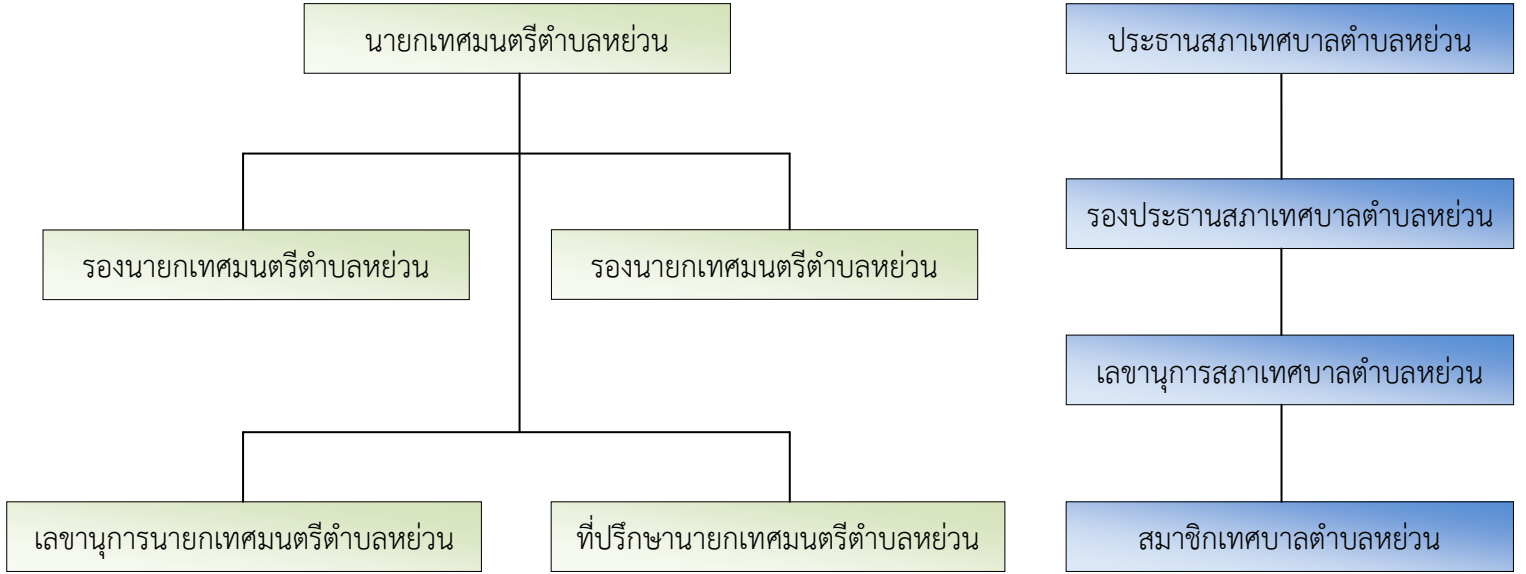 นายกเทศมนตรีตำบลหย่วน
รองนายกเทศมนตรีตำบลหย่วน
รองนายกเทศมนตรีตำบลหย่วน
เลขานุการนายกเทศมนตรีตำบลหย่วน
ที่ปรึกษานายกเทศมนตรีตำบลหย่วน
ประธานสภาเทศบาลตำบลหย่วน
รองประธานสภาเทศบาลตำบลหย่วน
เลขานุการสภาเทศบาลตำบลหย่วน
สมาชิกเทศบาลตำบลหย่วน